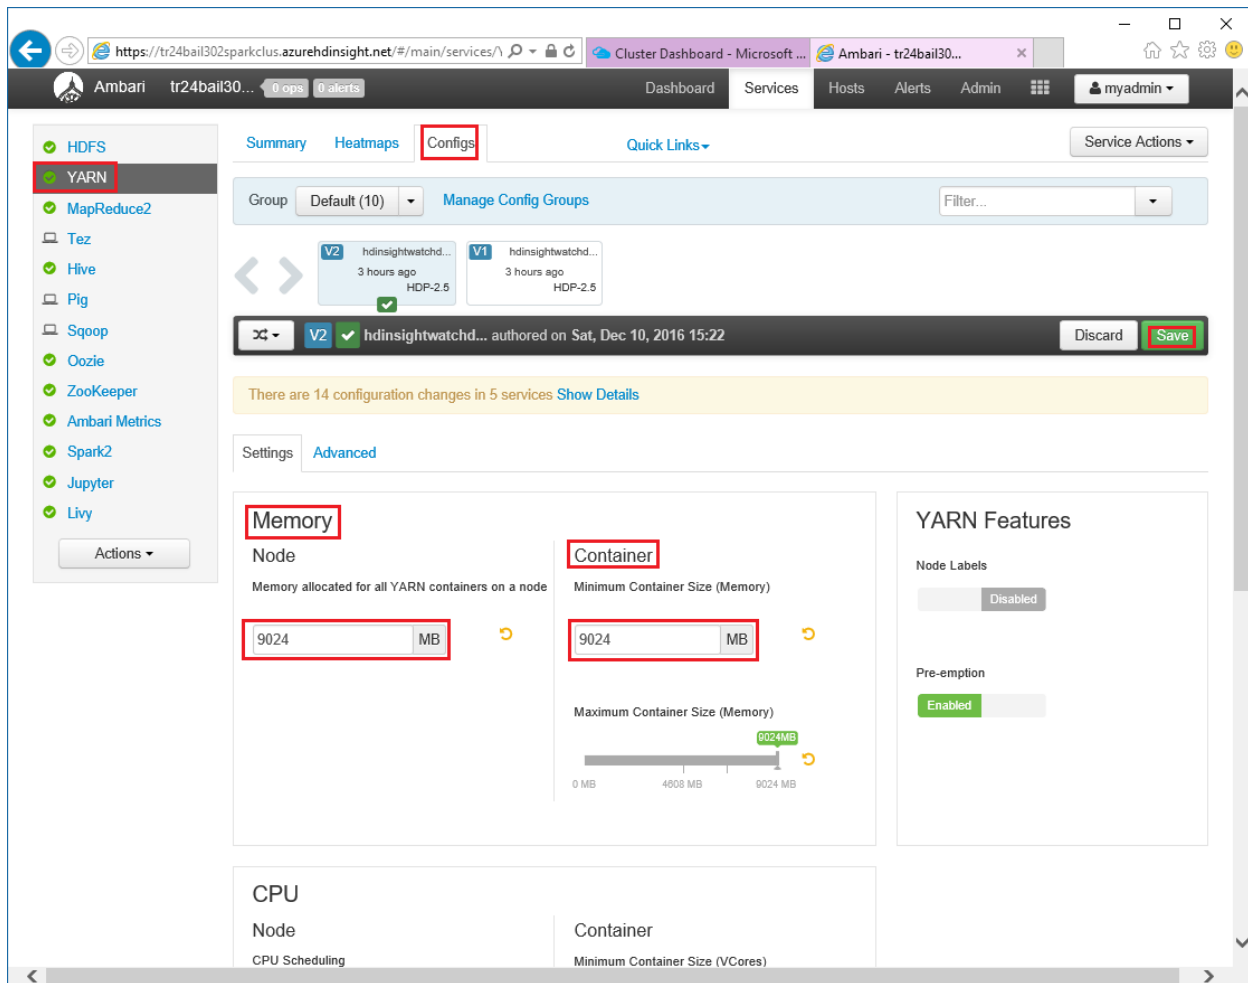 https://tr24bail302sparkclus.azurehdinsight.net/#/main/services/Y
Cluster Dashboard - Microsoft ...
Ambari - tr24bail30...
Ambari tr24bail30... 0 ops 0 alerts
Dashboard Services Hosts Alerts Admin myadmin
HDFS
YARN
MapReduce2
Tez
Hive
Pig
Sqoop
Oozie
ZooKeeper
Ambari Metrics
Spark2
Jupyter
Livy
Actions
Summary Heatmaps Configs Quick Links
Service Actions
Group Default (10) Manage Config Groups Filter...
V2 hdinsightwatchd...
3 hours ago
HDP-2.5
V1 hdinsightwatchd...
3 hours ago
HDP-2.5
V2 hdinsightwatchd... authored on Sat, Dec 10, 2016 15:22
Discard Save
There are 14 configuration changes in 5 services Show Details
Settings Advanced
Memory
Node
Memory allocated for all YARN containers on a node
9024 MB
Container
Minimum Container Size (Memory)
9024 MB
Maximum Container Size (Memory)
9024MB
0 MB 4608 MB 9024 MB
YARN Features
Node Labels
Disabled
Pre-emption
Enabled
CPU
Node
CPU Scheduling
Container
Minimum Container Size (VCores)